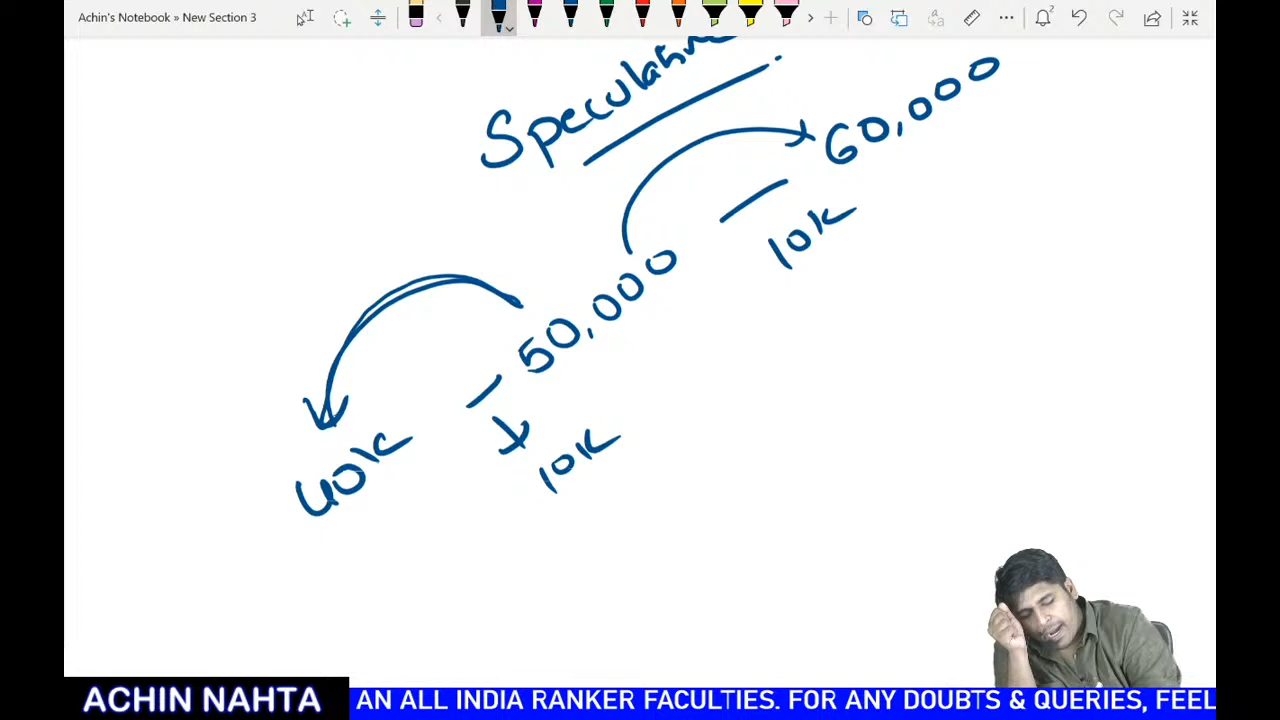 Achin's Notebook » New Section 3
60,000
10K
50,000
10K
40K
ACHIN NAHTA
AN ALL INDIA RANKER FACULTIES. FOR ANY DOUBTS & QUERIES, FEEL